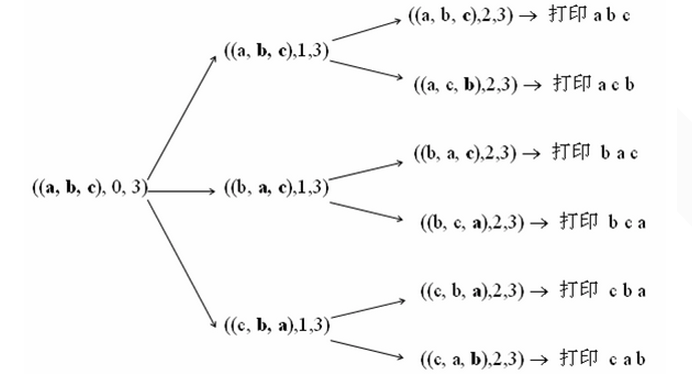 ((a, b, c),2,3) → 打印 a b c
((a, b, c),1,3)
((a, c, b),2,3) → 打印 a c b
((b, a, c),2,3) → 打印 b a c
((a, b, c), 0, 3)
((b, a, c),1,3)
((b, c, a),2,3) → 打印 b c a
((c, b, a),2,3) → 打印 c b a
((c, b, a),1,3)
((c, a, b),2,3) → 打印 c a b